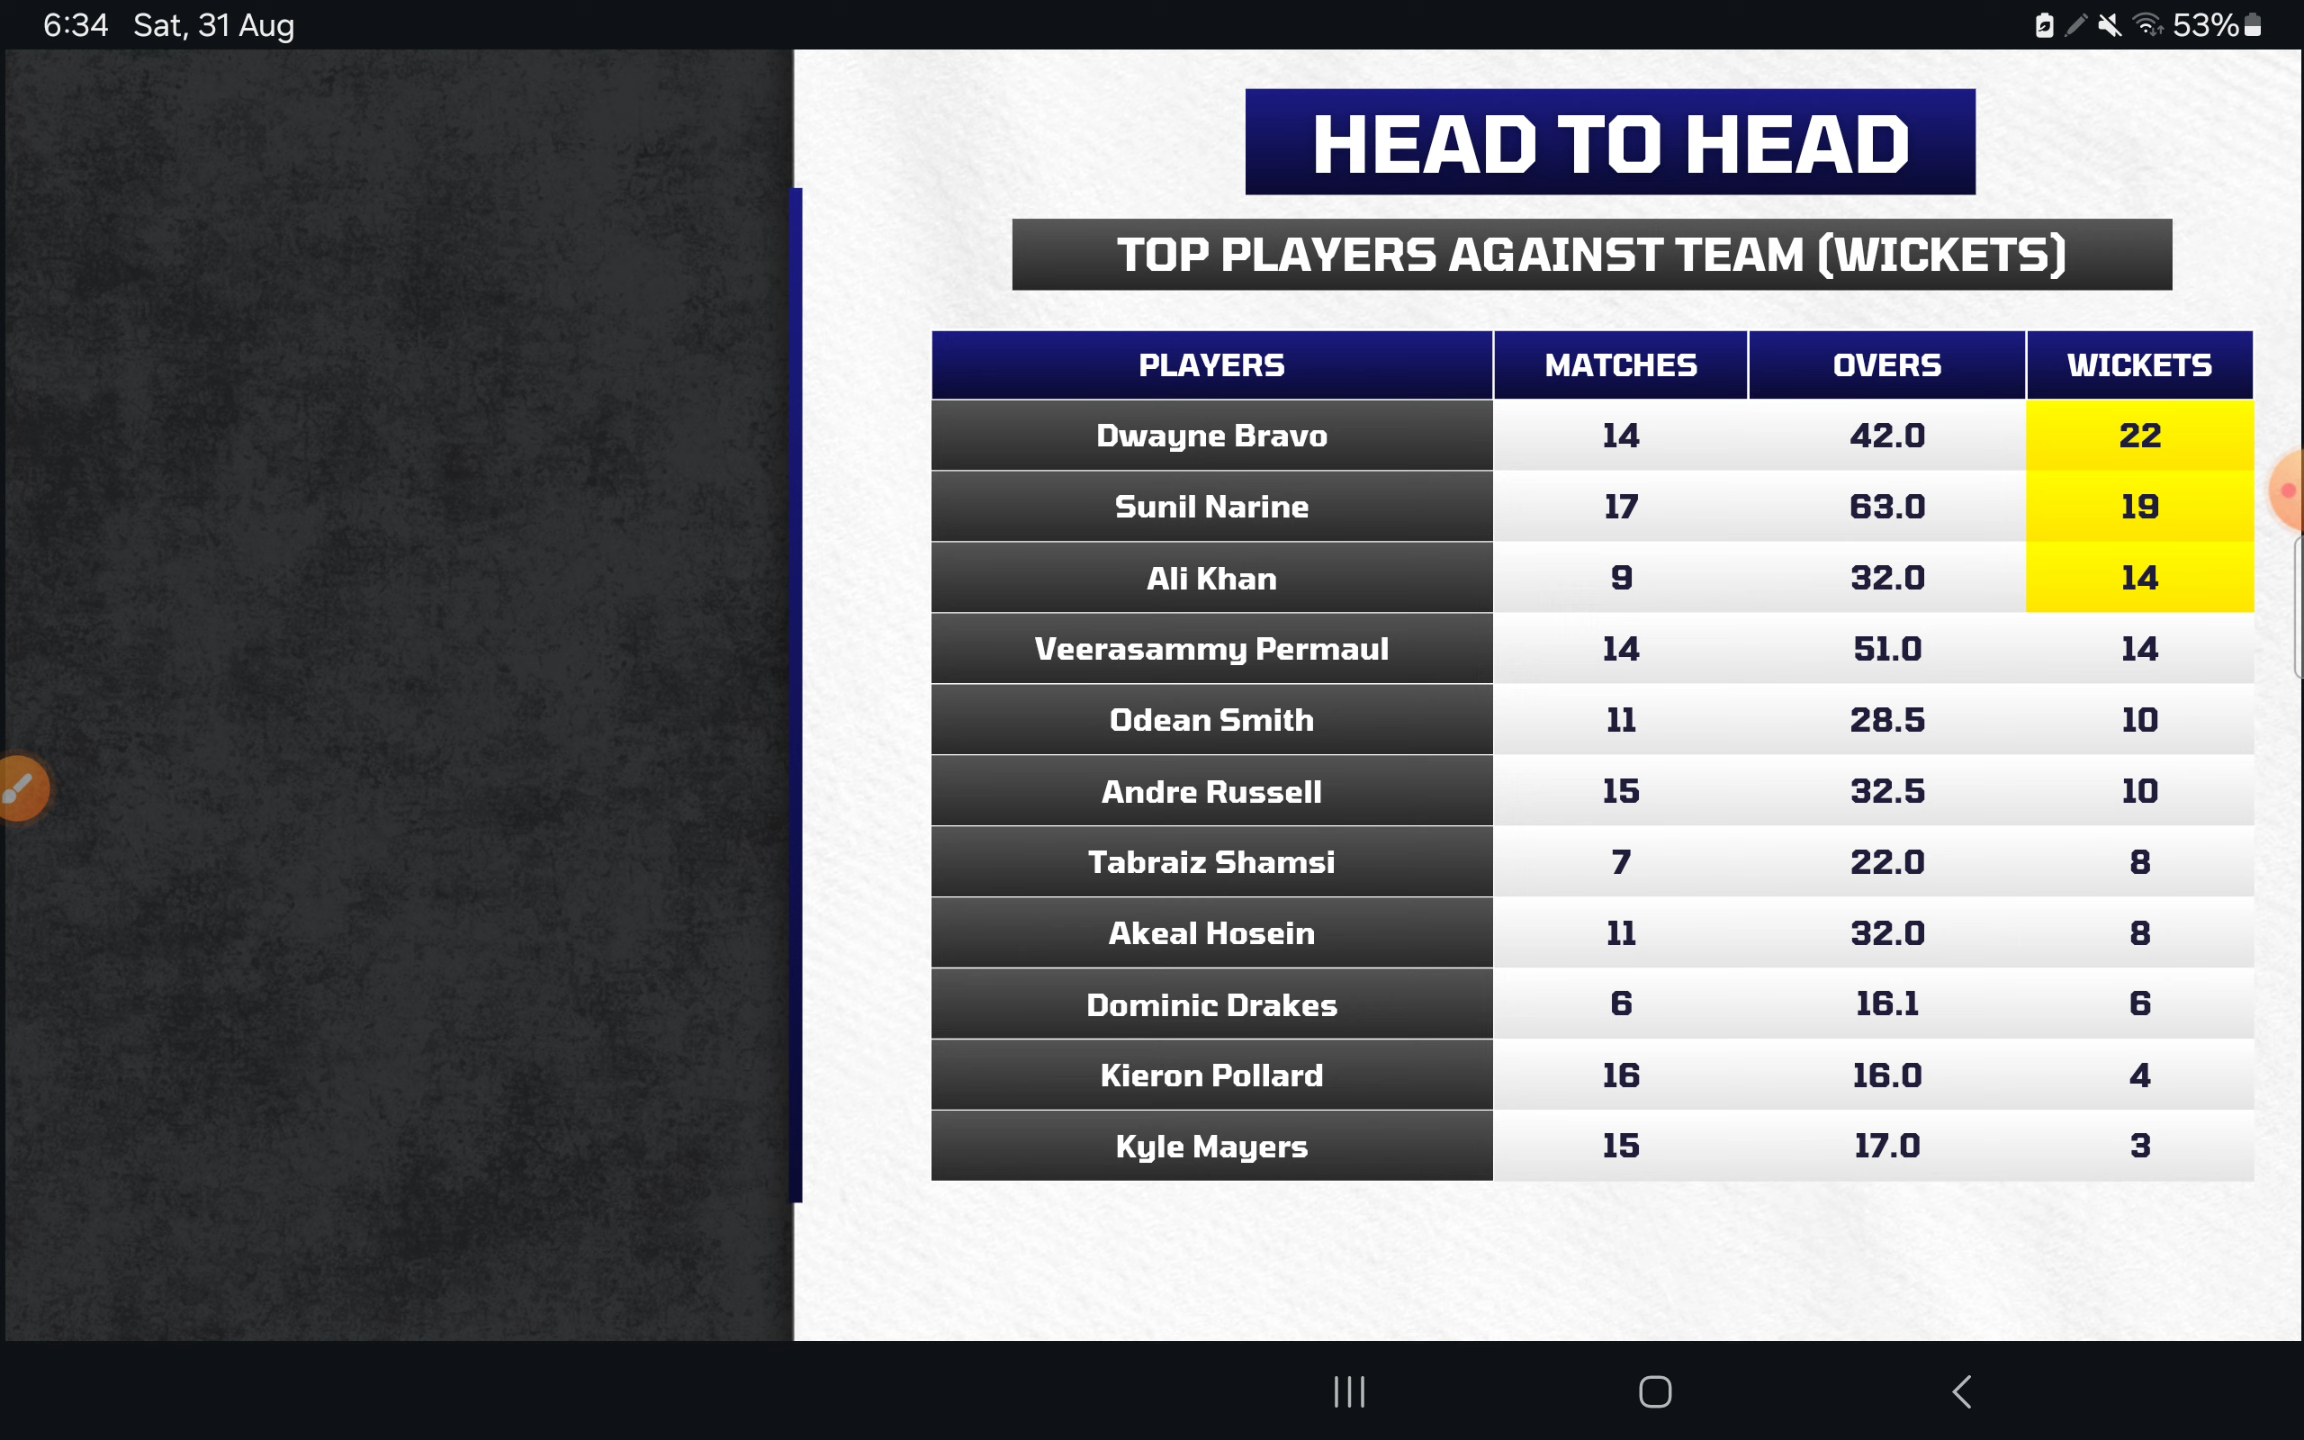 6:34 Sat, 31 Aug 53%
HEAD TO HEAD
TOP PLAYERS AGAINST TEAM (WICKETS)
PLAYERS MATCHES OVERS WICKETS
Dwayne Bravo 14 42.0 22
Sunil Narine 17 63.0 19
Ali Khan 9 32.0 14
Veerasammy Permaul 14 51.0 14
Odean Smith 11 28.5 10
Andre Russell 15 32.5 10
Tabraiz Shamsi 7 22.0 8
Akeal Hosein 11 32.0 8
Dominic Drakes 6 16.1 6
Kieron Pollard 16 16.0 4
Kyle Mayers 15 17.0 3